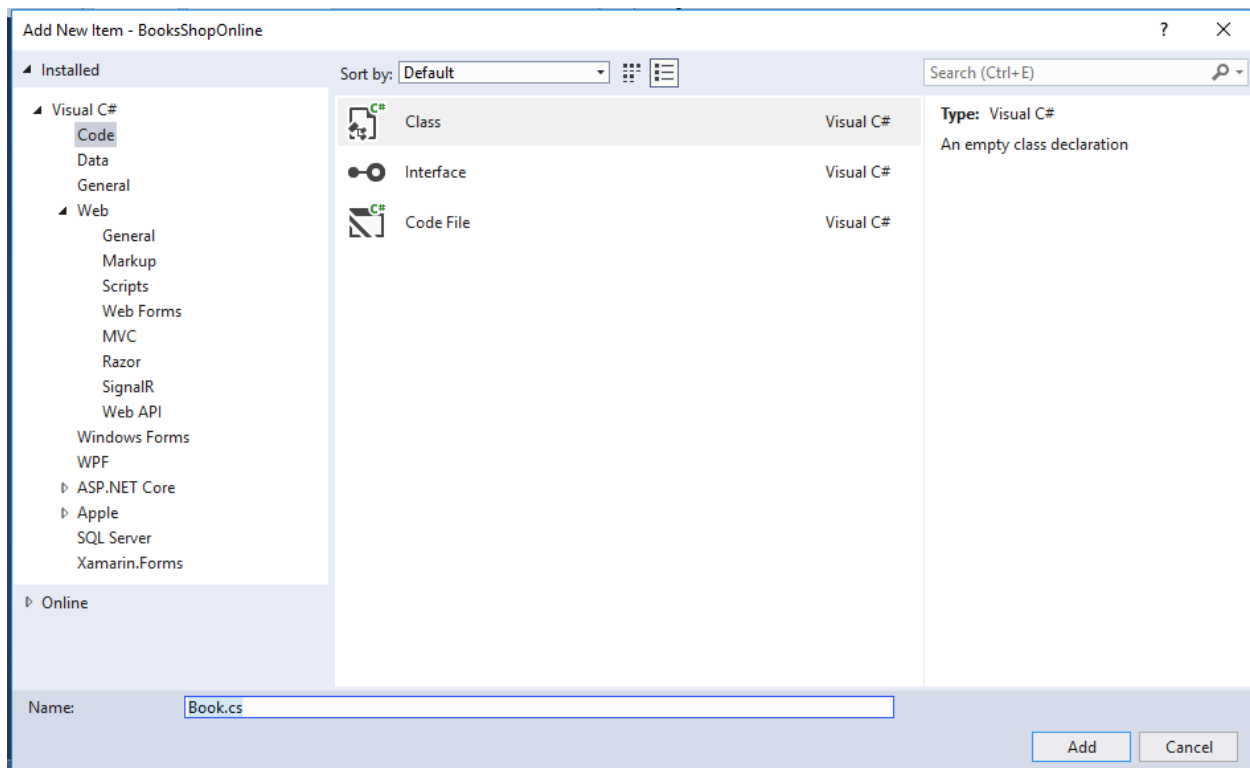 Add New Item - BooksShopOnline
?
Installed
Sort by: Default
Search (Ctrl+E)
Visual C#
Code
Data
General
Web
General
Markup
Scripts
Web Forms
MVC
Razor
SignalR
Web API
Windows Forms
WPF
ASP.NET Core
Apple
SQL Server
Xamarin.Forms
Online
C# Class Visual C#
Interface Visual C#
C# Code File Visual C#
Type: Visual C#
An empty class declaration
Name: Book.cs
Add Cancel